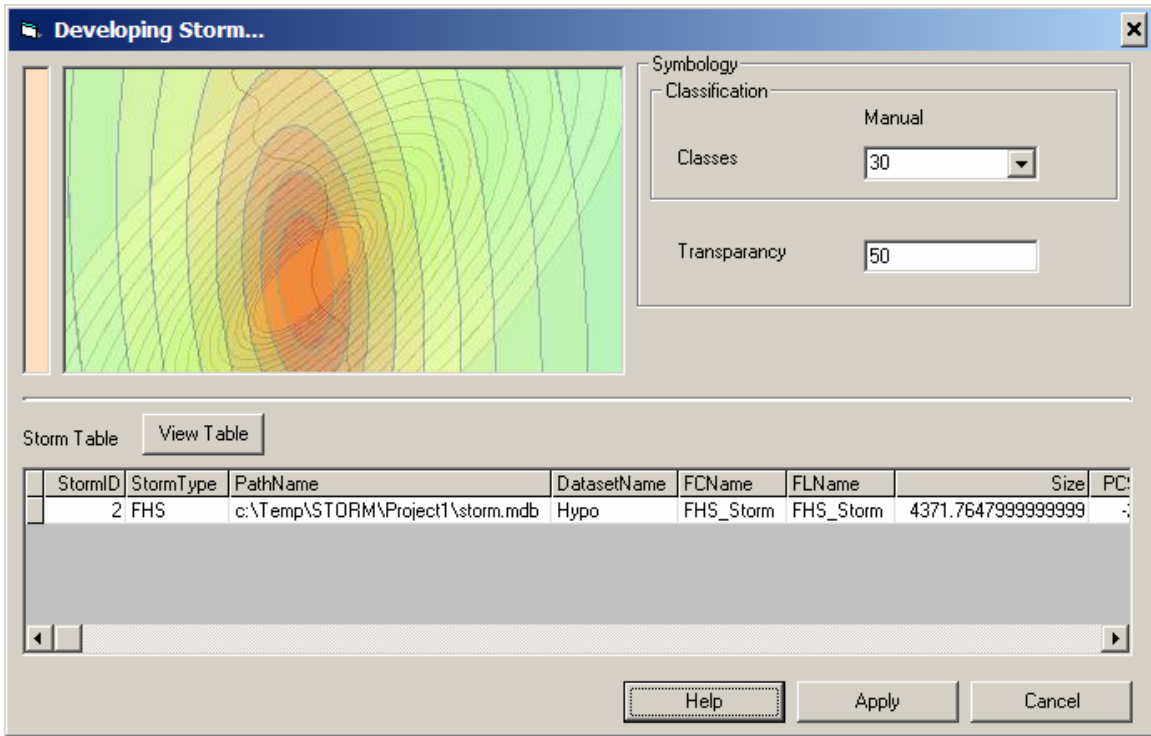 Developing Storm...
Symbology
Classification
Manual
Classes 30
Transparancy 50
Storm Table View Table
StormID StormType PathName DatasetName FCName FLName Size
2 FHS c:\Temp\STORM\Project1\storm.mdb Hypo FHS_Storm FHS_Storm 4371.7647999999999
Help Apply Cancel